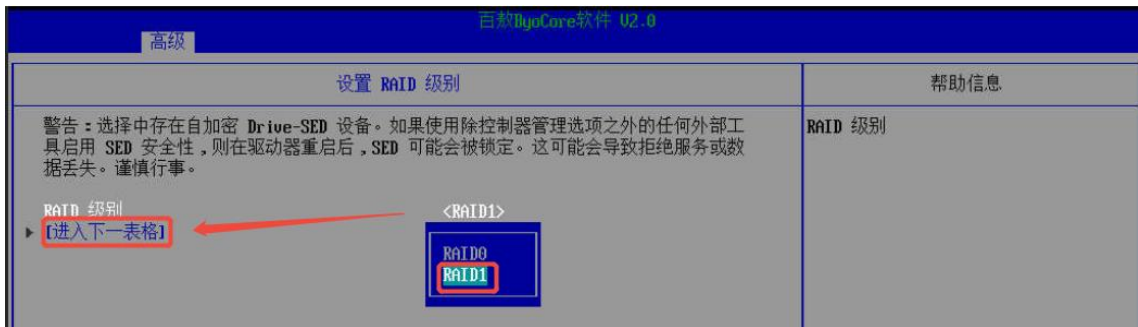 百敖ByoCore软件 V2.0
高级
设置 RAID 级别
帮助信息
警告：选择中存在自加密 Drive-SED 设备。如果使用除控制器管理选项之外的任何外部工
具启用 SED 安全性，则在驱动器重启后，SED 可能会被锁定。这可能会导致拒绝服务或数
据丢失。谨慎行事。
RAID 级别
RAID 级别 <RAID1>
[进入下一表格]
RAID0
RAID1